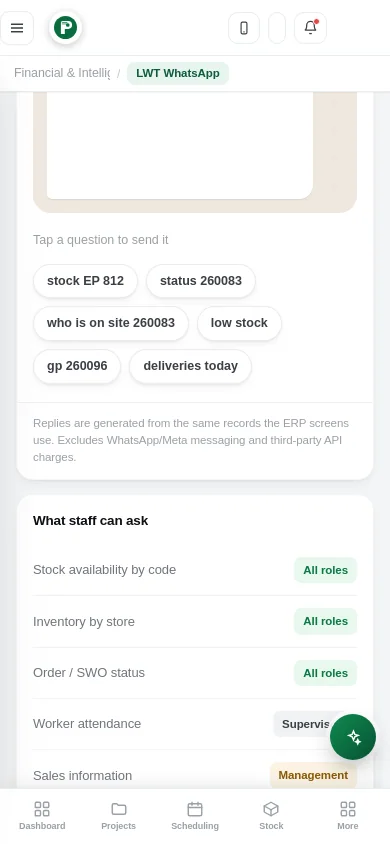 Financial & Intellig / LWT WhatsApp
Tap a question to send it
stock EP 812 status 260083
who is on site 260083 low stock
gp 260096 deliveries today
Replies are generated from the same records the ERP screens
use. Excludes WhatsApp/Meta messaging and third-party API
charges.
What staff can ask
Stock availability by code All roles
Inventory by store All roles
Order / SWO status All roles
Worker attendance Supervis
Sales information Management
Dashboard Projects Scheduling Stock More